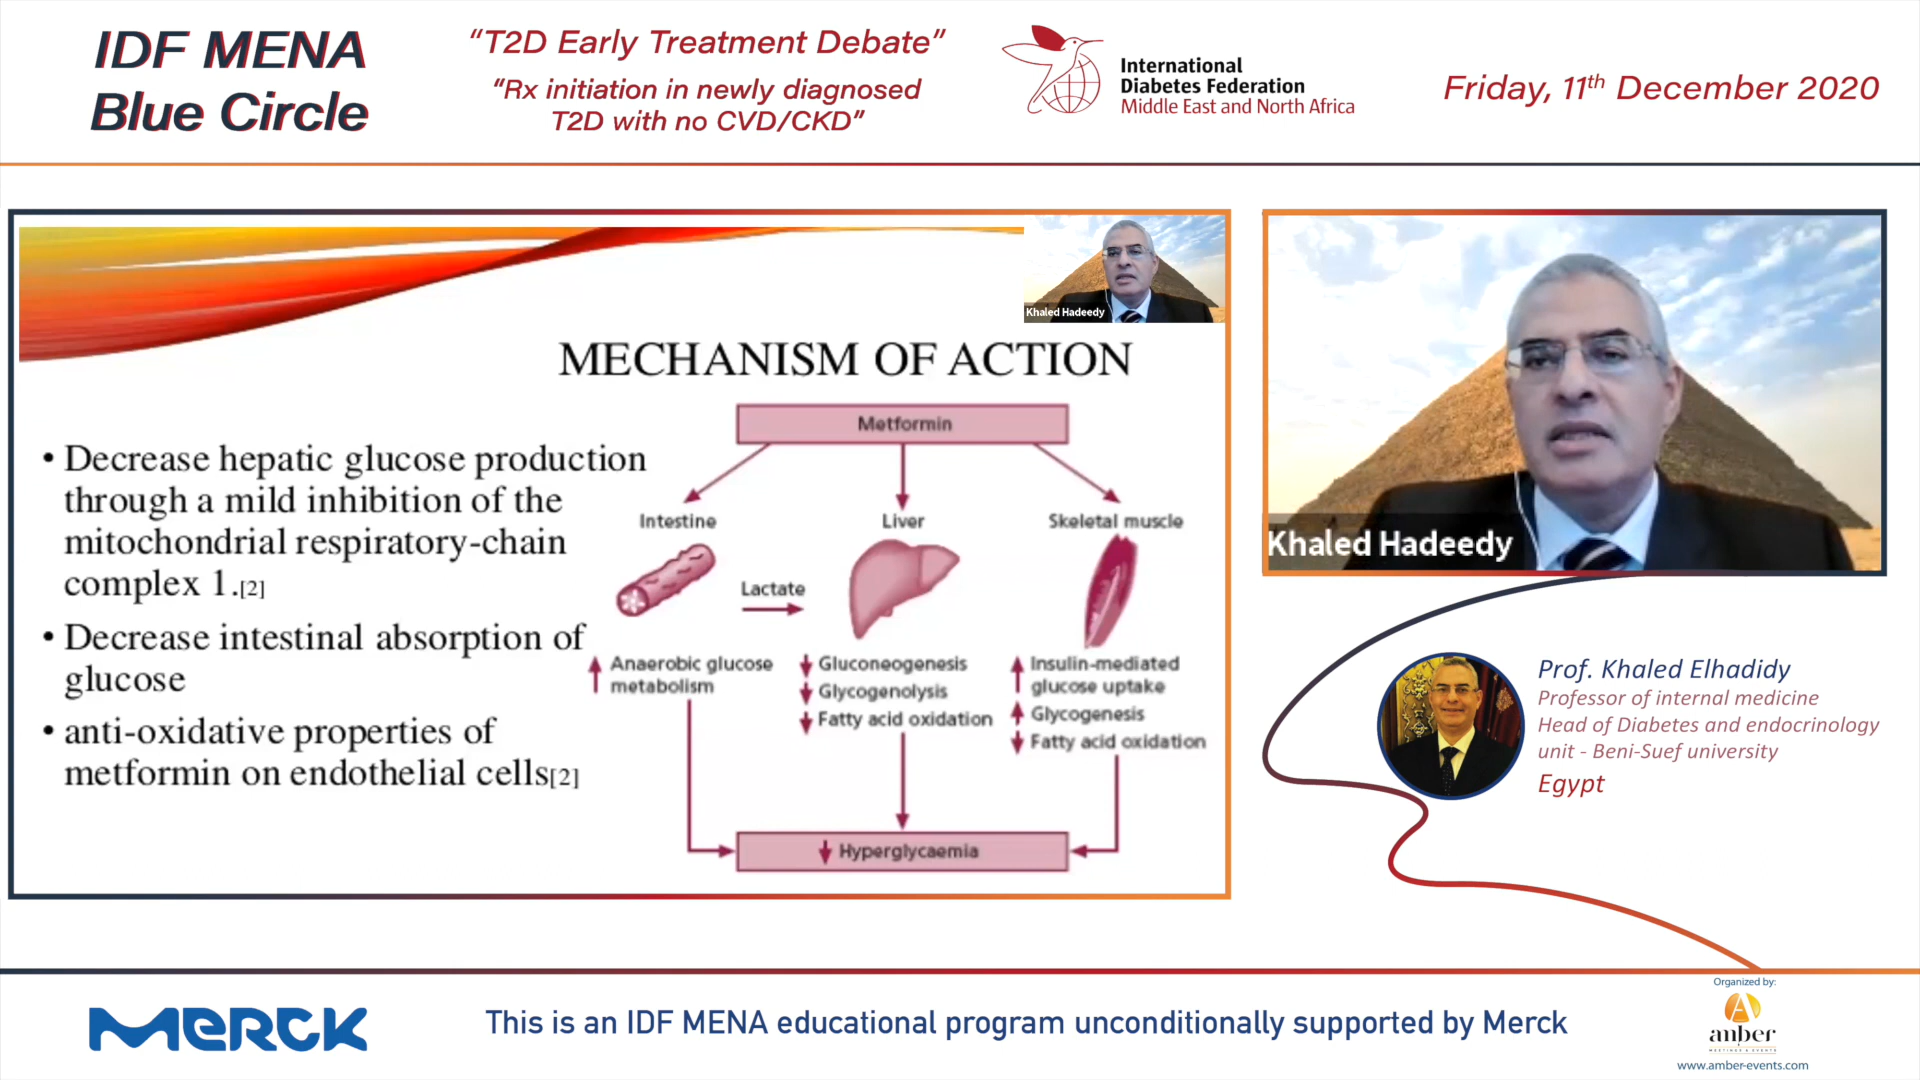 IDF MENA
Blue Circle
“T2D Early Treatment Debate”
“Rx initiation in newly diagnosed
T2D with no CVD/CKD”
International
Diabetes Federation
Middle East and North Africa
Friday, 11th December 2020
Khaled Hadeedy
MECHANISM OF ACTION
• Decrease hepatic glucose production
through a mild inhibition of the
mitochondrial respiratory-chain
complex 1.[2]
• Decrease intestinal absorption of
glucose
• anti-oxidative properties of
metformin on endothelial cells[2]
Metformin
Intestine
Liver
Skeletal muscle
Lactate
Anaerobic glucose
metabolism
Gluconeogenesis
Glycogenolysis
Fatty acid oxidation
Insulin-mediated
glucose uptake
Glycogenesis
Fatty acid oxidation
Hyperglycaemia
Khaled Hadeedy
Prof. Khaled Elhadidy
Professor of internal medicine
Head of Diabetes and endocrinology
unit - Beni-Suef university
Egypt
MERCK
This is an IDF MENA educational program unconditionally supported by Merck
Organized by:
amber
MEETINGS & EVENTS
www.amber-events.com